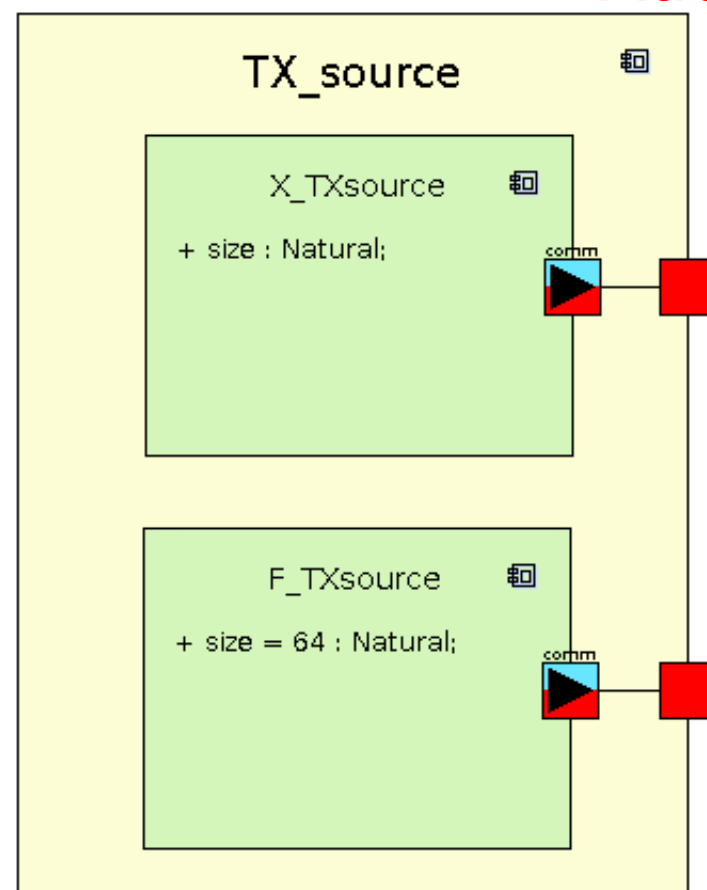 TX_source
X_TXsource
+ size : Natural;
comm
F_TXsource
+ size = 64 : Natural;
comm